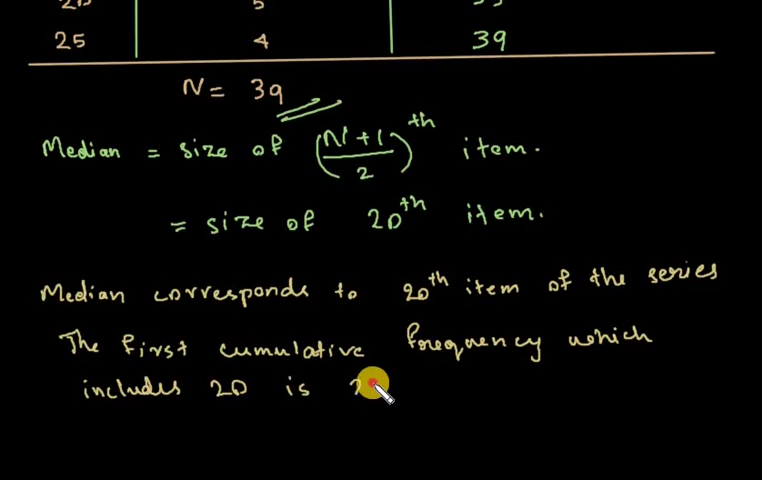 25 4 39
N = 39
Median = size of (N+1/2)th item.
= size of 20th item.
Median corresponds to 20th item of the series
The first cumulative frequency which
includes 20 is